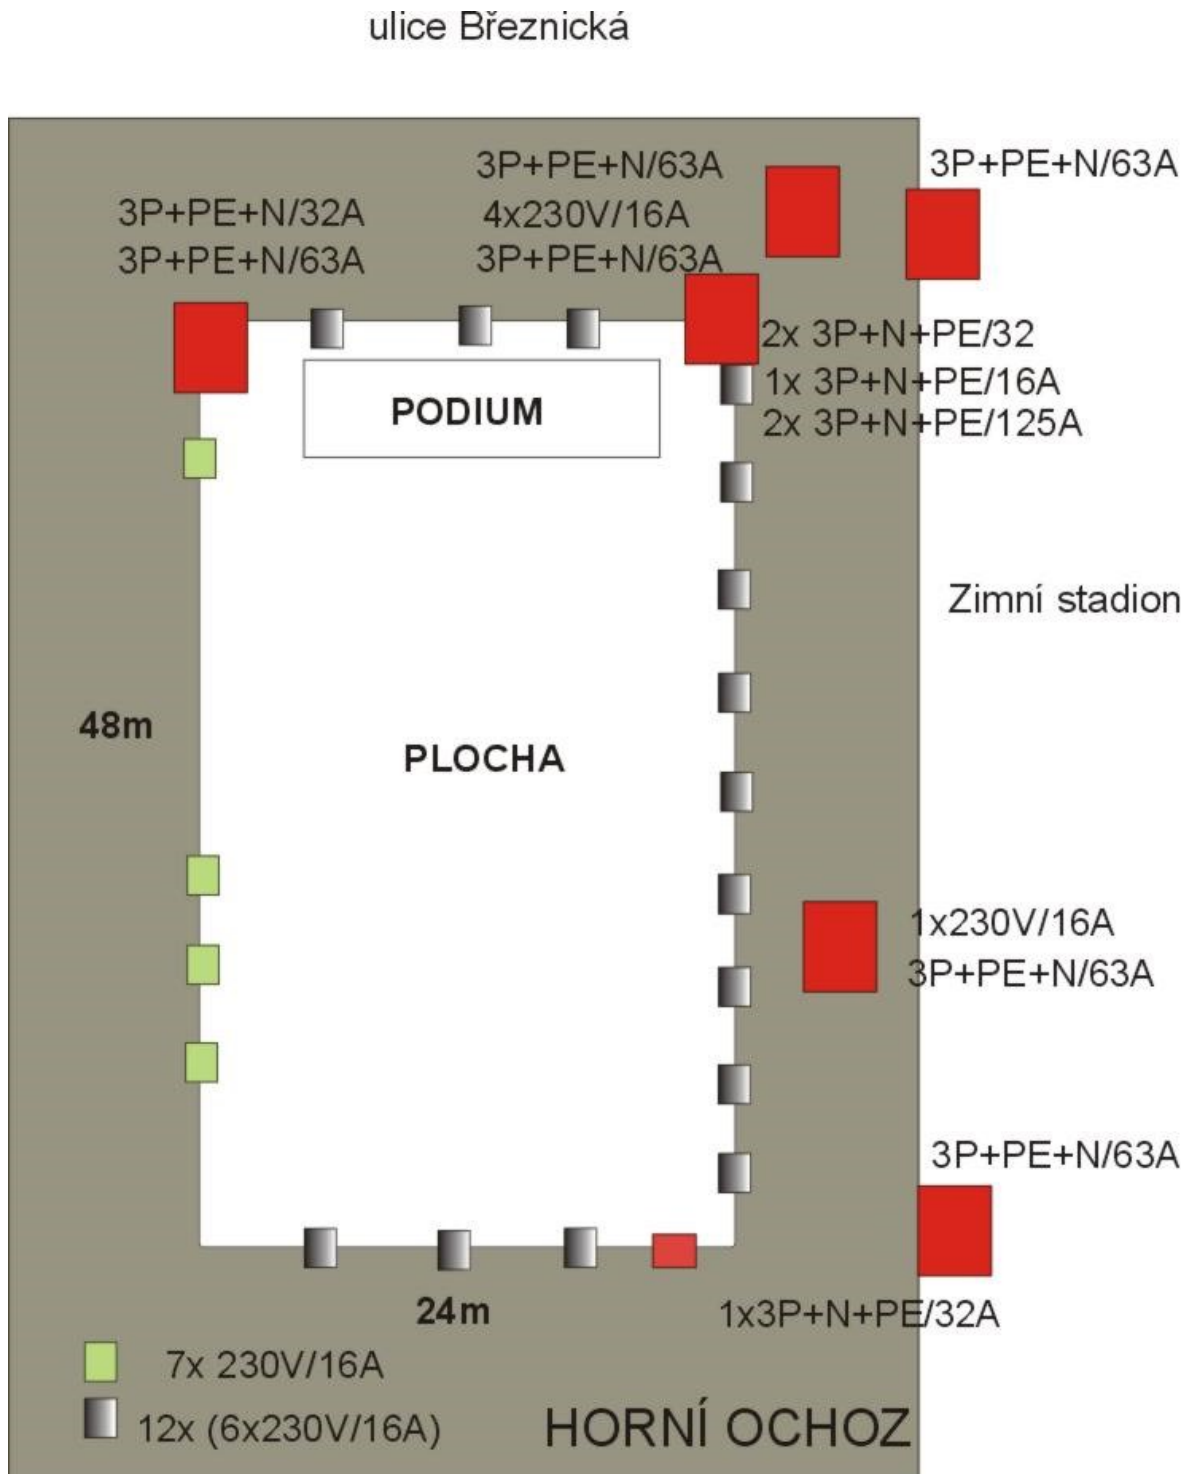 ulice Březnická
3P+PE+N/63A
3P+PE+N/63A
3P+PE+N/32A
4x230V/16A
3P+PE+N/63A
3P+PE+N/63A
2x 3P+N+PE/32
1x 3P+N+PE/16A
2x 3P+N+PE/125A
PODIUM
Zimní stadion
48m
PLOCHA
1x230V/16A
3P+PE+N/63A
3P+PE+N/63A
24m
1x3P+N+PE/32A
7x 230V/16A
12x (6x230V/16A)
HORNÍ OCHOZ